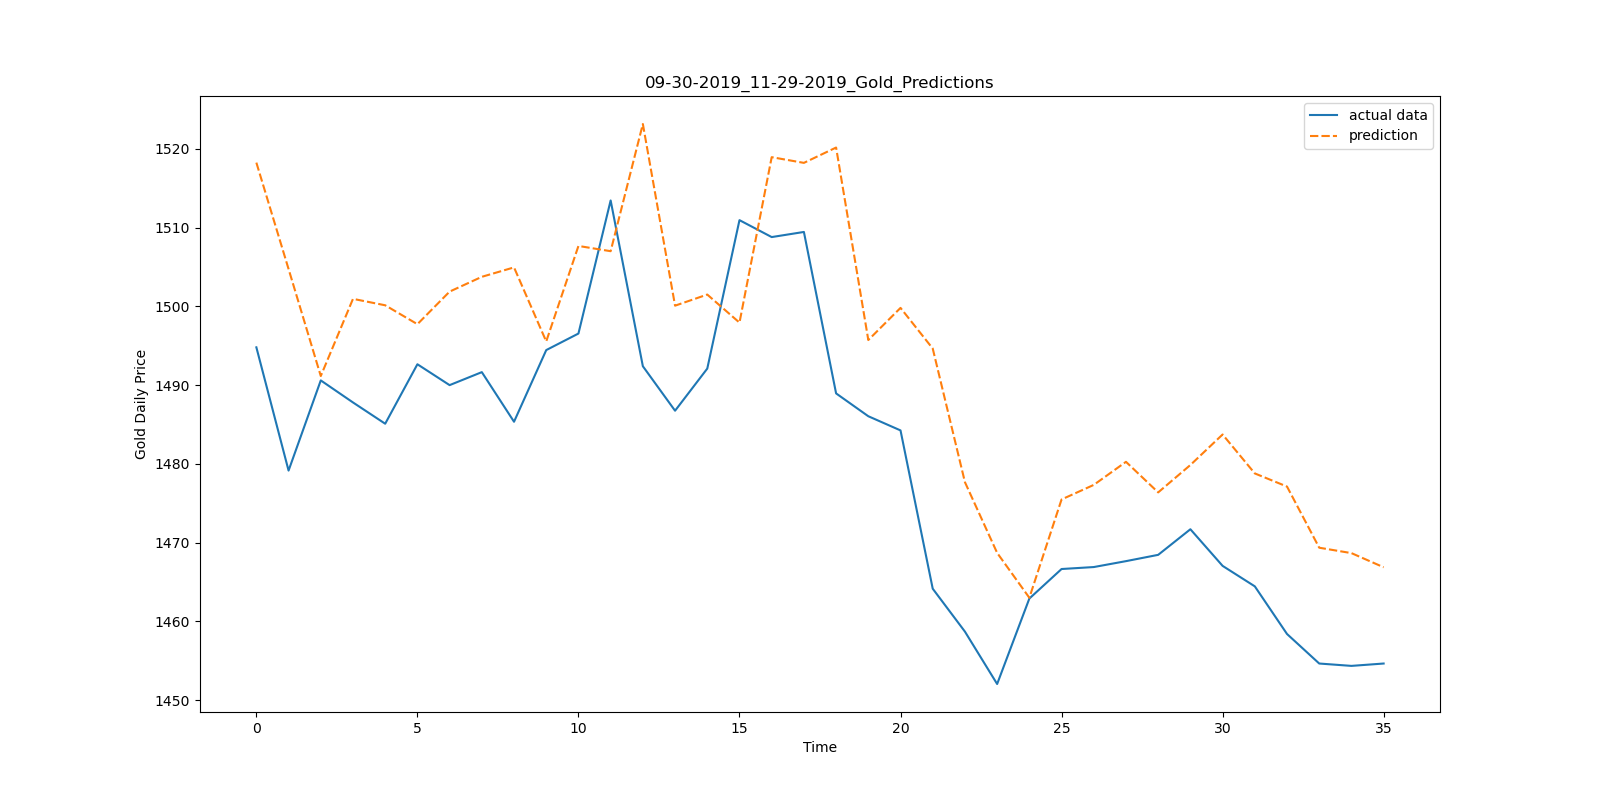 09-30-2019_11-29-2019_Gold_Predictions
actual data
prediction
Gold Daily Price
1520
1510
1500
1490
1480
1470
1460
1450
0 5 10 15 20 25 30 35
Time